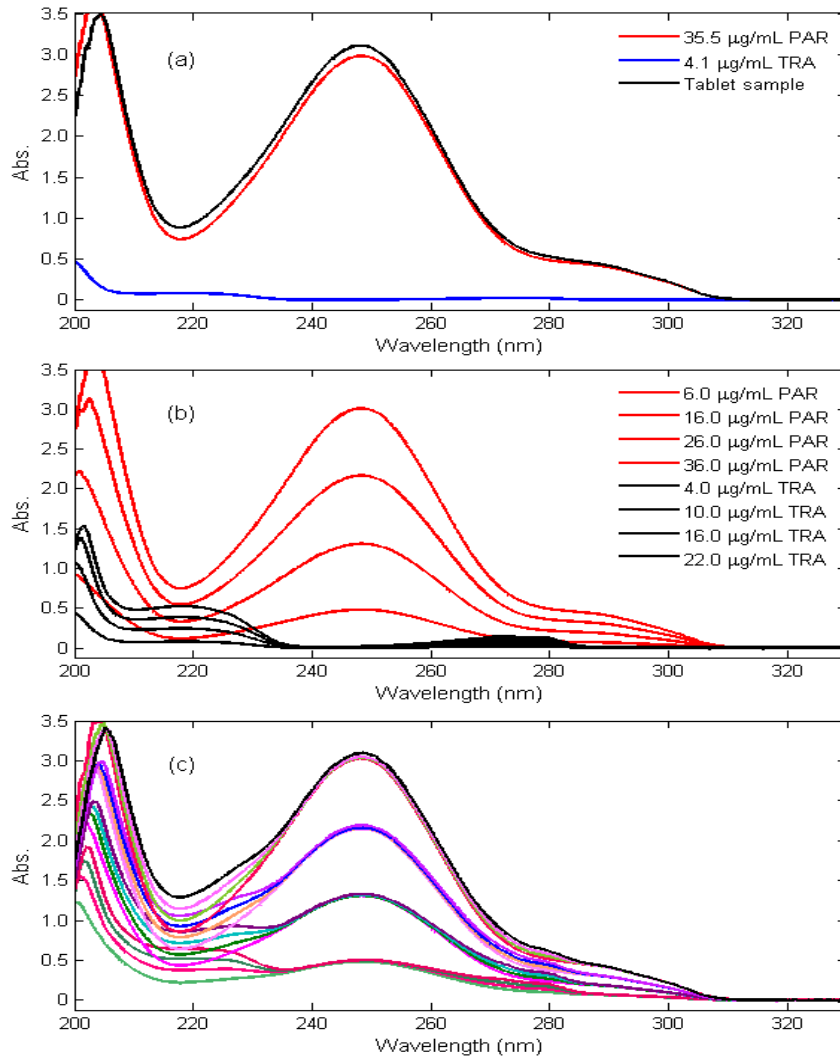 3.5
3.0
2.5
2.0
1.5
1.0
0.5
0
Abs.
(a)
35.5 µg/mL PAR
4.1 µg/mL TRA
Tablet sample
200 220 240 260 280 300 320
Wavelength (nm)
3.5
3.0
2.5
2.0
1.5
1.0
0.5
0
Abs.
(b)
6.0 µg/mL PAR
16.0 µg/mL PAR
26.0 µg/mL PAR
36.0 µg/mL PAR
4.0 µg/mL TRA
10.0 µg/mL TRA
16.0 µg/mL TRA
22.0 µg/mL TRA
200 220 240 260 280 300 320
Wavelength (nm)
3.5
3.0
2.5
2.0
1.5
1.0
0.5
0
Abs.
(c)
200 220 240 260 280 300 320
Wavelength (nm)